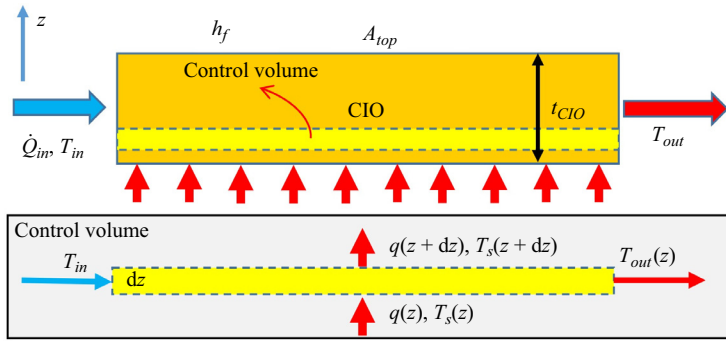 z
h_f
A_top
Control volume
CIO
t_CIO
Q̇_in, T_in
T_out
Control volume
T_in
q(z + dz), T_s(z + dz)
T_out(z)
dz
q(z), T_s(z)